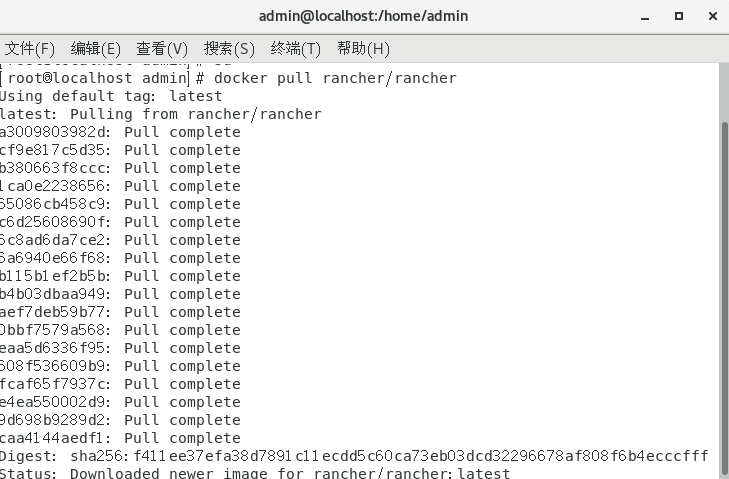 admin@localhost:/home/admin
文件(F) 编辑(E) 查看(V) 搜索(S) 终端(T) 帮助(H)
[root@localhost admin]# docker pull rancher/rancher
Using default tag: latest
latest: Pulling from rancher/rancher
a3009803982d: Pull complete
cf9e817c5d35: Pull complete
b380663f8ccc: Pull complete
1ca0e2238656: Pull complete
65086cb458c9: Pull complete
c6d25608690f: Pull complete
6c8ad6da7ce2: Pull complete
6a6940e66f68: Pull complete
b115b1ef2b5b: Pull complete
b4b03dbaa949: Pull complete
aef7deb59b77: Pull complete
0bbf7579a568: Pull complete
eaa5d6336f95: Pull complete
608f536609b9: Pull complete
fcaf65f7937c: Pull complete
e4ea550002d9: Pull complete
9d698b9289d2: Pull complete
caa4144aedf1: Pull complete
Digest: sha256:f411ee37efa38d7891c11ecdd5c60ca73eb03dcd32296678af808f6b4ecccfff
Status: Downloaded newer image for rancher/rancher:latest